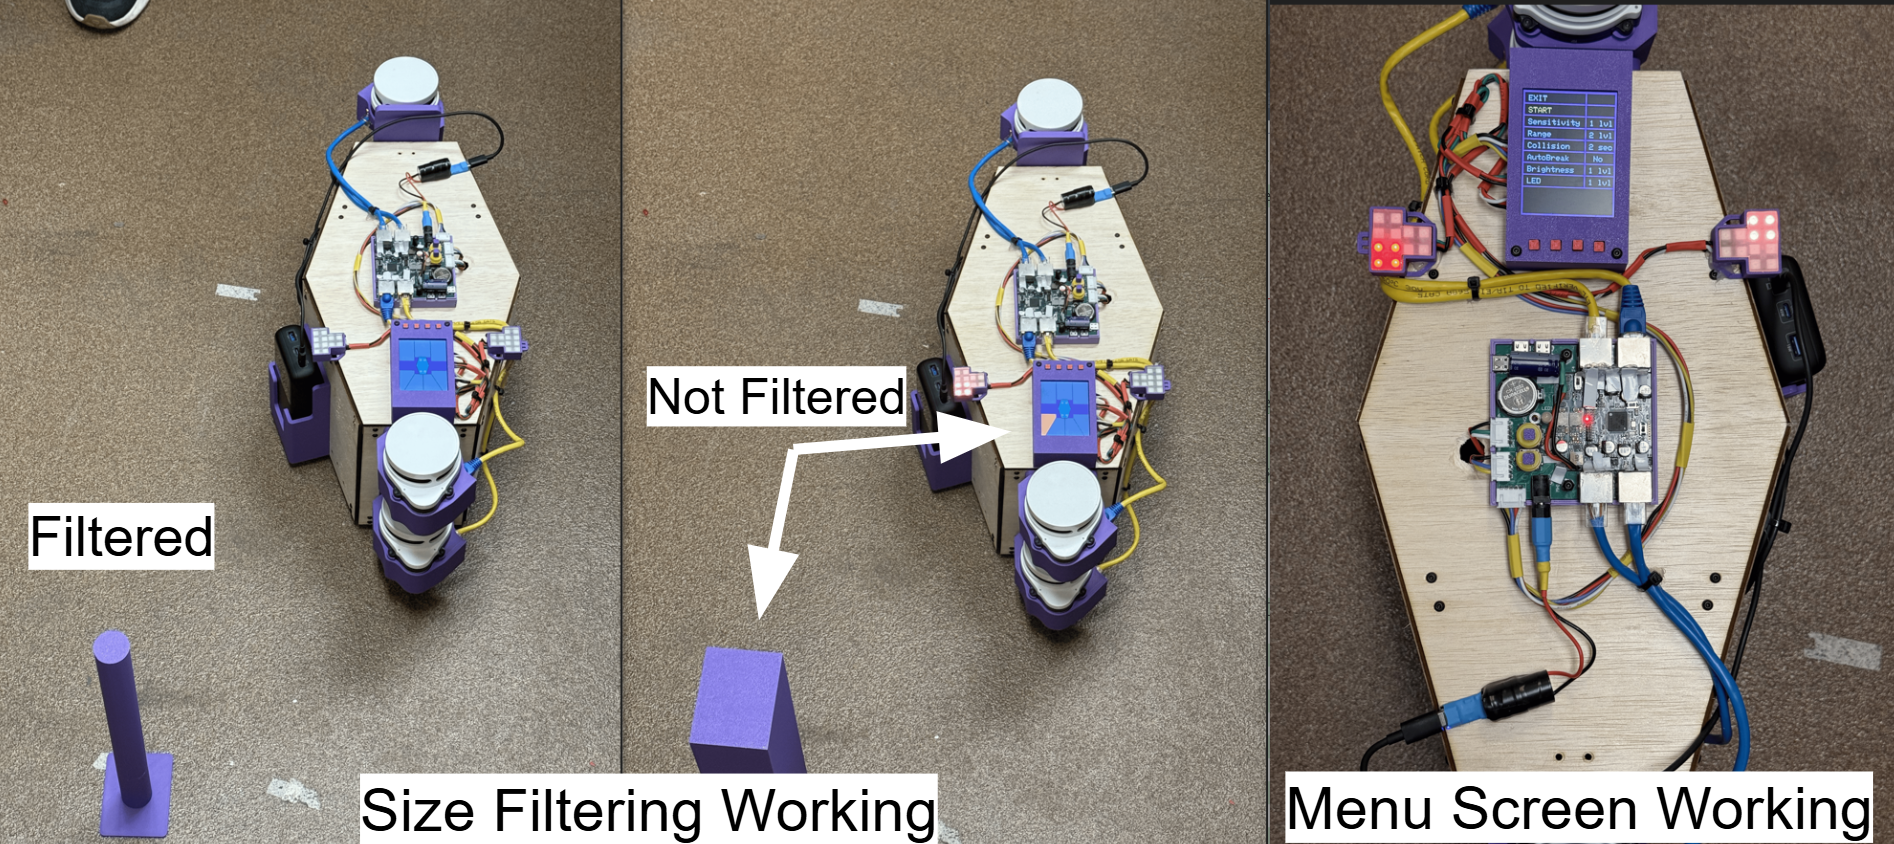 Filtered
Not Filtered
Size Filtering Working
EXIT
START
Sensitivity 1 lvl
Range 2 lvl
Collision 2 sec
AutoBreak No
Brightness 1 lvl
LED 1 lvl
Menu Screen Working